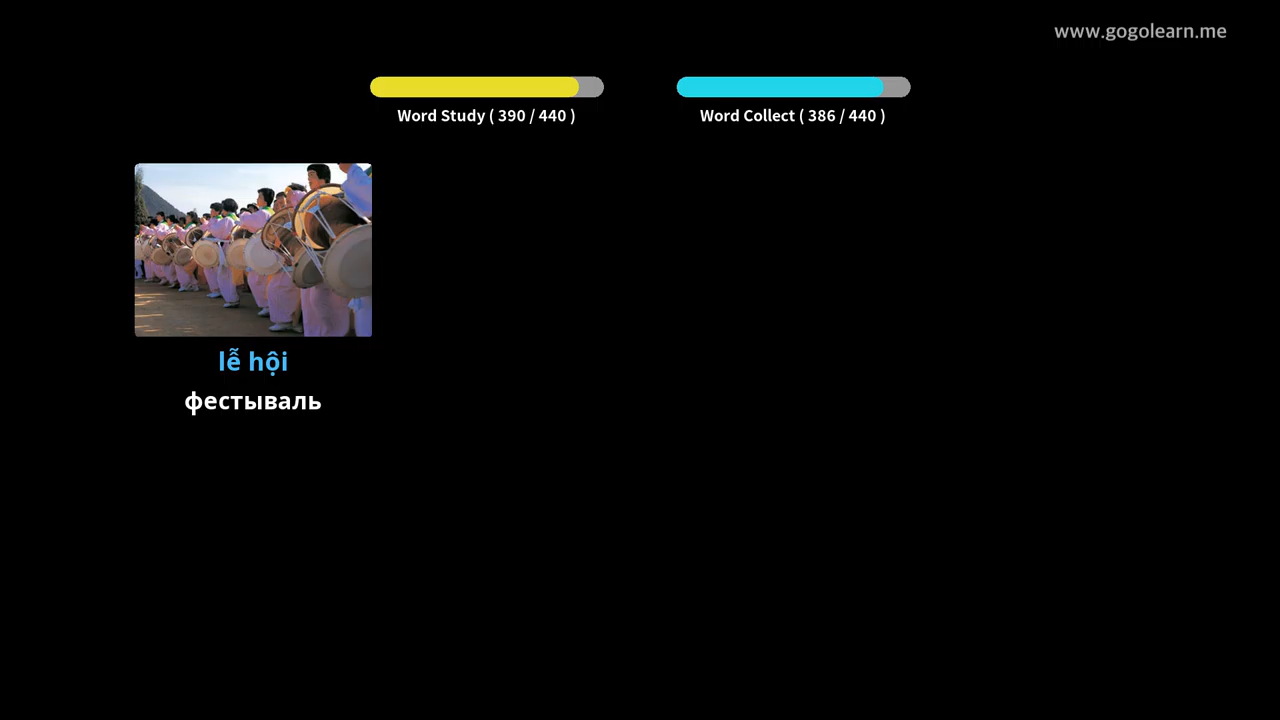 www.gogolearn.me
Word Study ( 390 / 440 )
Word Collect ( 386 / 440 )
lễ hội
фестываль